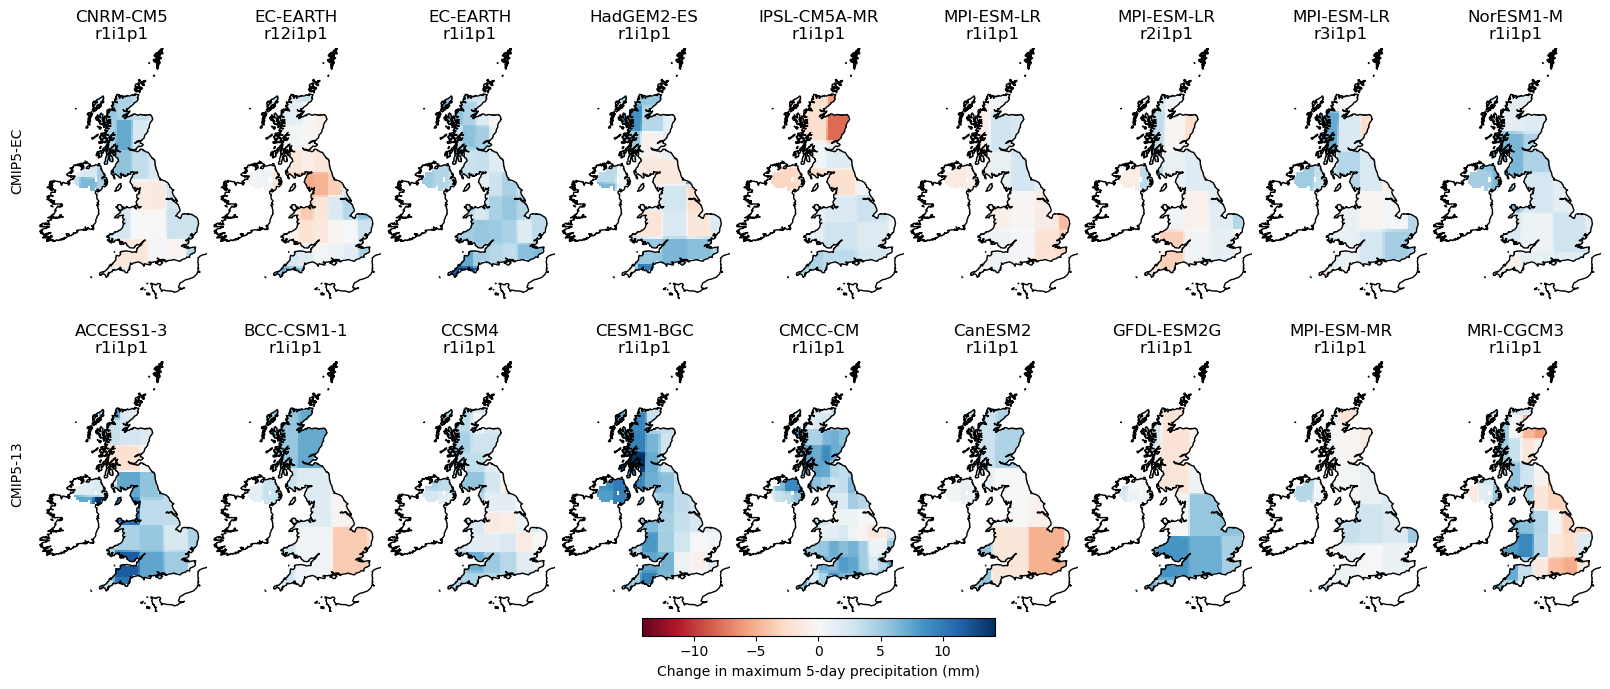 CNRM-CM5
r1i1p1
EC-EARTH
r12i1p1
EC-EARTH
r1i1p1
HadGEM2-ES
r1i1p1
IPSL-CM5A-MR
r1i1p1
MPI-ESM-LR
r1i1p1
MPI-ESM-LR
r2i1p1
MPI-ESM-LR
r3i1p1
NorESM1-M
r1i1p1
CMIP5-EC
ACCESS1-3
r1i1p1
BCC-CSM1-1
r1i1p1
CCSM4
r1i1p1
CESM1-BGC
r1i1p1
CMCC-CM
r1i1p1
CanESM2
r1i1p1
GFDL-ESM2G
r1i1p1
MPI-ESM-MR
r1i1p1
MRI-CGCM3
r1i1p1
CMIP5-13
−10 −5 0 5 10
Change in maximum 5-day precipitation (mm)